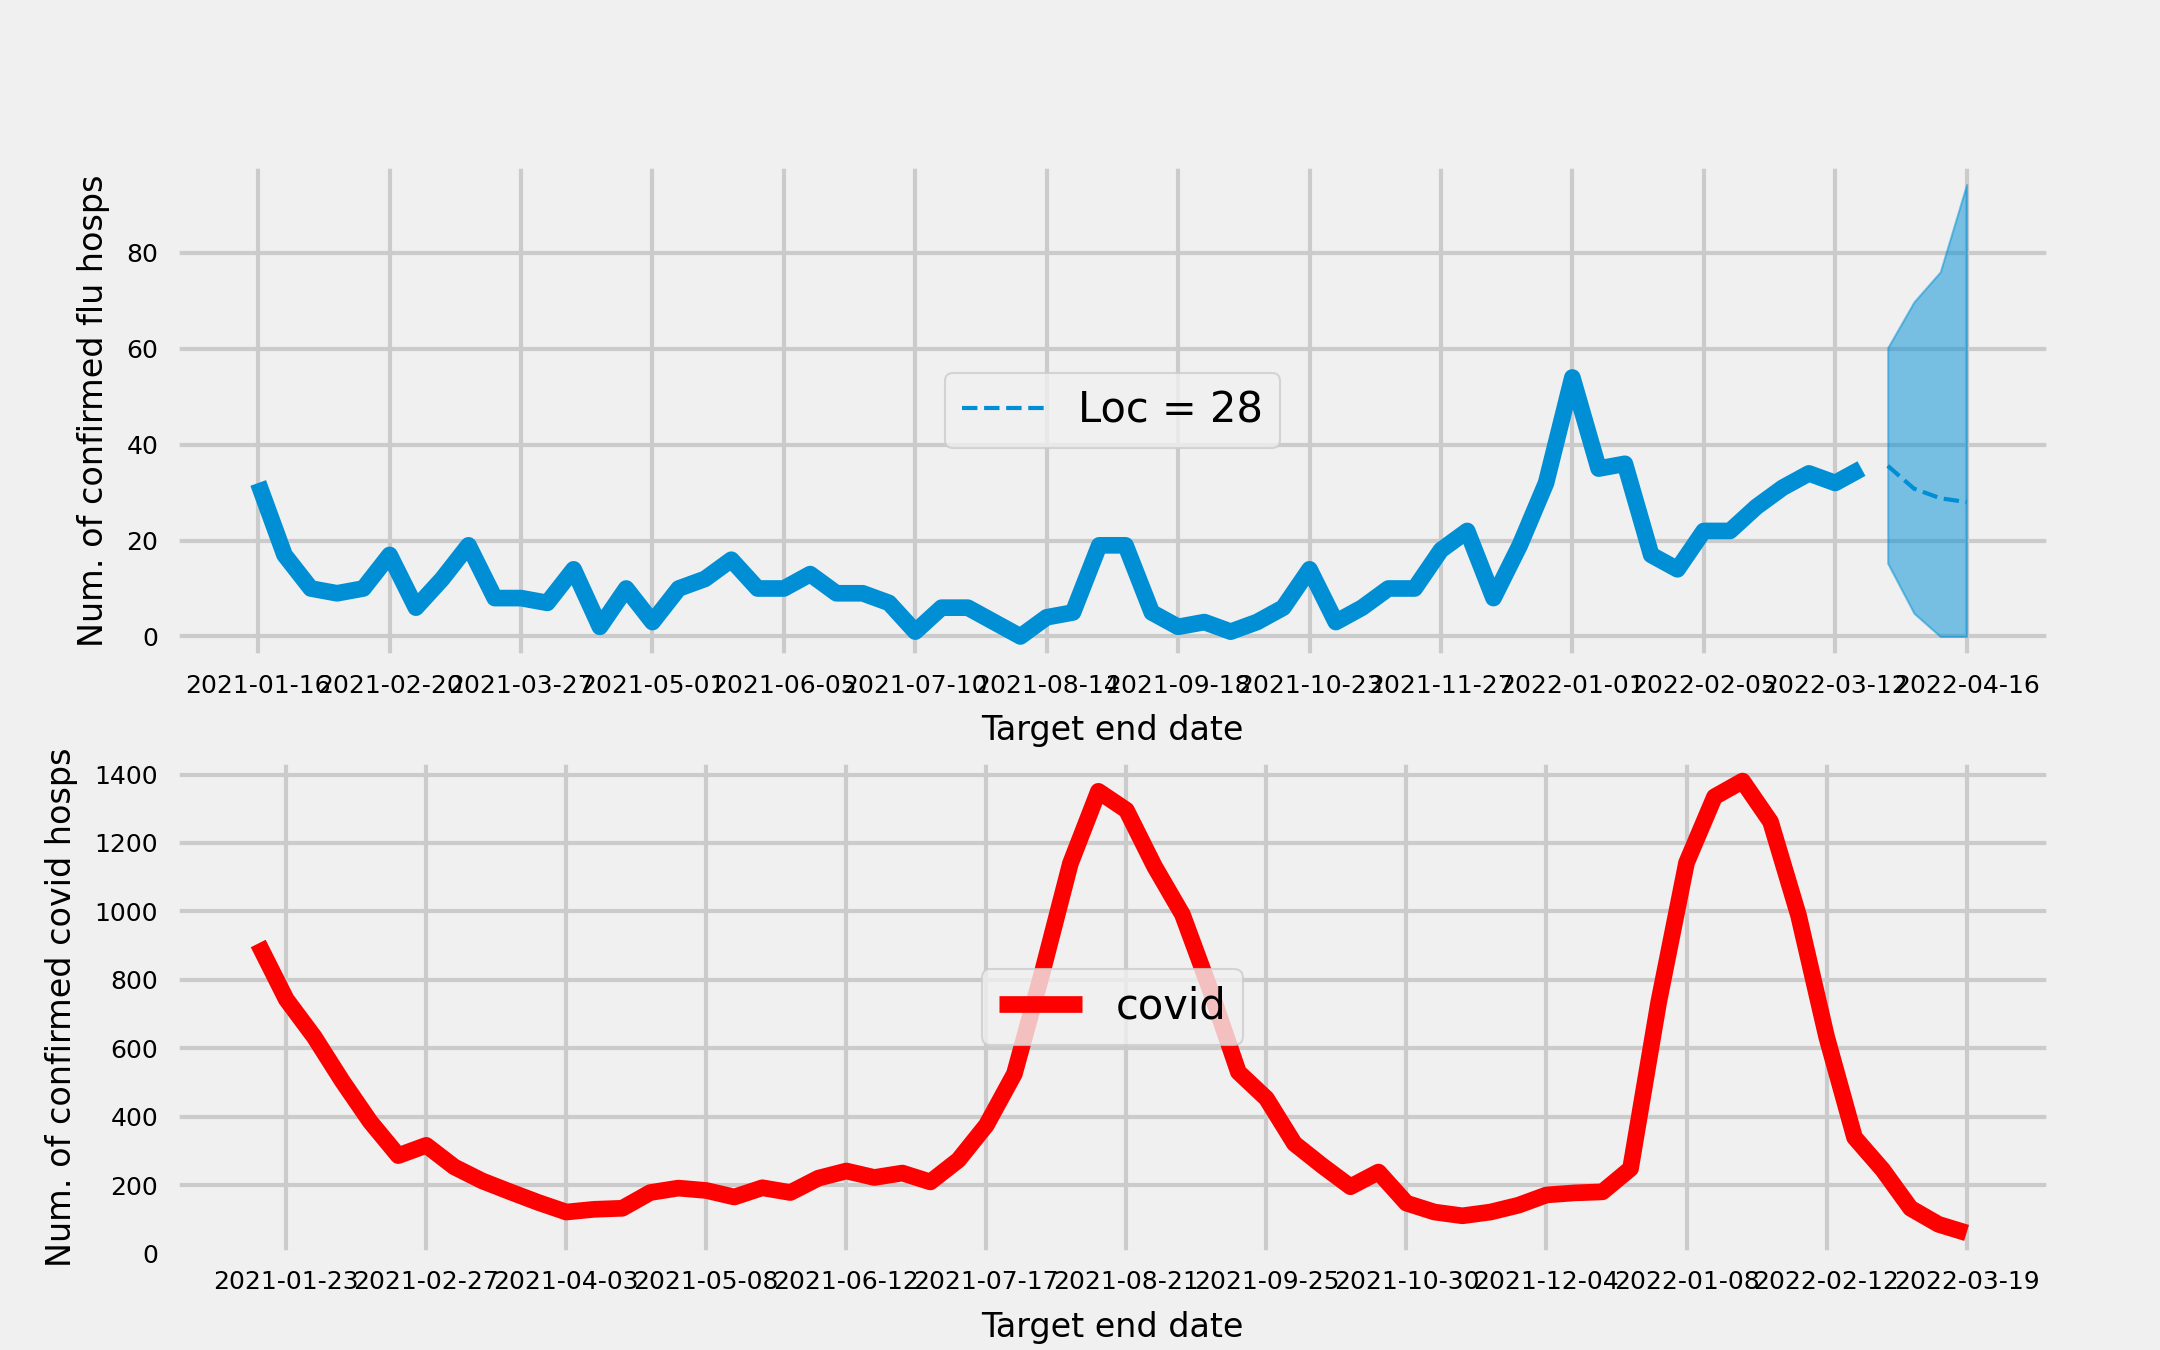 Num. of confirmed flu hosps
80
60
40
20
0
Loc = 28
2021-01-16 2021-02-20 2021-03-27 2021-05-01 2021-06-05 2021-07-10 2021-08-14 2021-09-18 2021-10-23 2021-11-27 2022-01-01 2022-02-05 2022-03-12 2022-04-16
Target end date
Num. of confirmed covid hosps
1400
1200
1000
800
600
400
200
0
covid
2021-01-23 2021-02-27 2021-04-03 2021-05-08 2021-06-12 2021-07-17 2021-08-21 2021-09-25 2021-10-30 2021-12-04 2022-01-08 2022-02-12 2022-03-19
Target end date